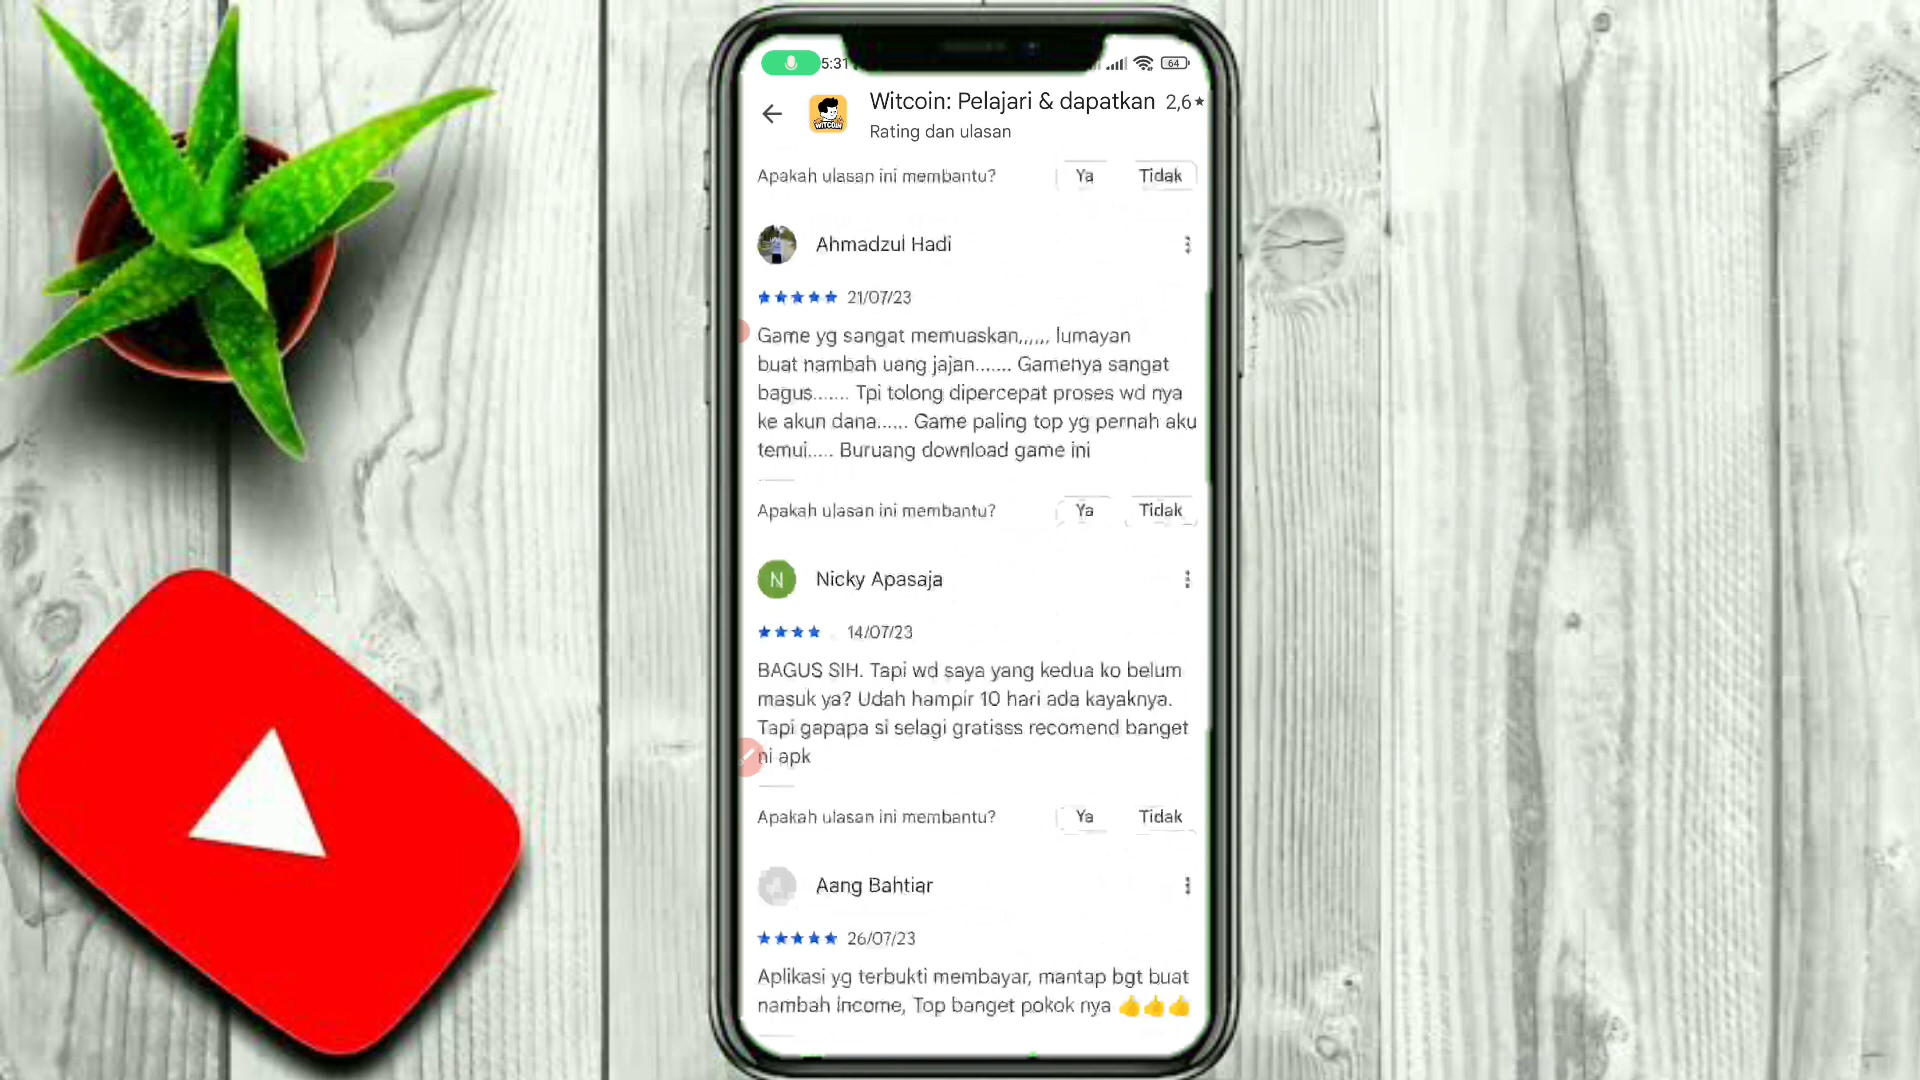 5:31
64
Witcoin: Pelajari & dapatkan 2,6★
WITCOIN
Rating dan ulasan
Apakah ulasan ini membantu? Ya Tidak
Ahmadzul Hadi
21/07/23
Game yg sangat memuaskan,,,,,, lumayan
buat nambah uang jajan....... Gamenya sangat
bagus....... Tpi tolong dipercepat proses wd nya
ke akun dana...... Game paling top yg pernah aku
temui..... Buruang download game ini
Apakah ulasan ini membantu? Ya Tidak
N Nicky Apasaja
14/07/23
BAGUS SIH. Tapi wd saya yang kedua ko belum
masuk ya? Udah hampir 10 hari ada kayaknya.
Tapi gapapa si selagi gratisss recomend banget
ni apk
Apakah ulasan ini membantu? Ya Tidak
Aang Bahtiar
26/07/23
Aplikasi yg terbukti membayar, mantap bgt buat
nambah income, Top banget pokok nya 👍👍👍